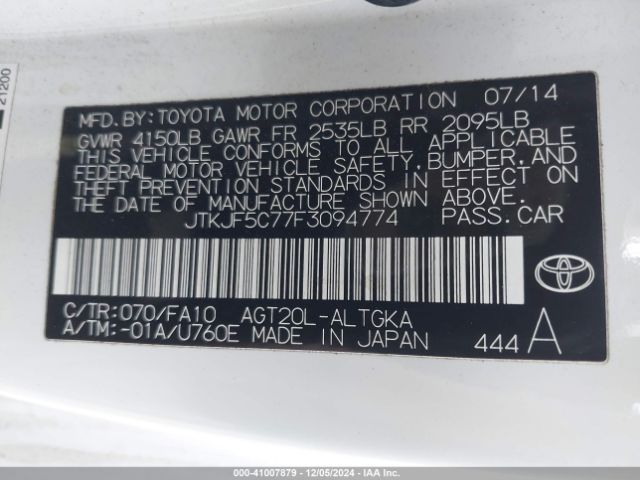 21200
MFD. BY: TOYOTA MOTOR CORPORATION 07/14
GVWR 4150LB GAWR FR 2535LB RR 2095LB
THIS VEHICLE CONFORMS TO ALL APPLICABLE
FEDERAL MOTOR VEHICLE SAFETY, BUMPER, AND
THEFT PREVENTION STANDARDS IN EFFECT ON
THE DATE OF MANUFACTURE SHOWN ABOVE.
JTKJF5C77F3094774 PASS. CAR
C/TR: 070/FA10 AGT20L-ALTGKA
A/TM: -01A/U760E MADE IN JAPAN 444 A
000-41007879 - 12/05/2024 - IAA Inc.